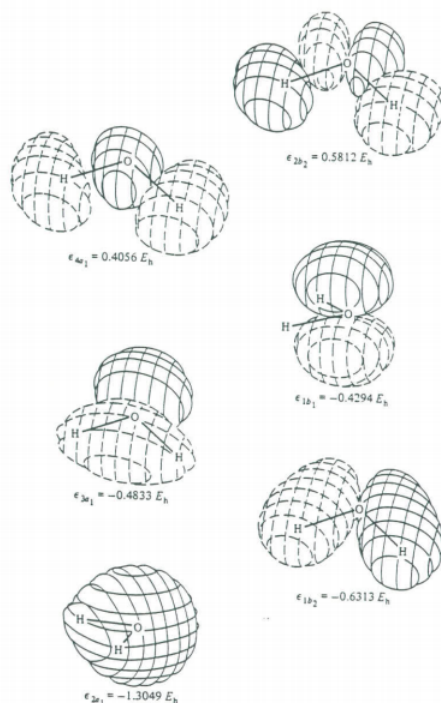 H
O
H
ε2b2 = 0.5812 Eh
H
O
H
ε4a1 = 0.4056 Eh
H
O
H
ε1b1 = −0.4294 Eh
H
O
H
ε3a1 = −0.4833 Eh
H
O
H
ε1b2 = −0.6313 Eh
H
O
H
ε2a1 = −1.3049 Eh